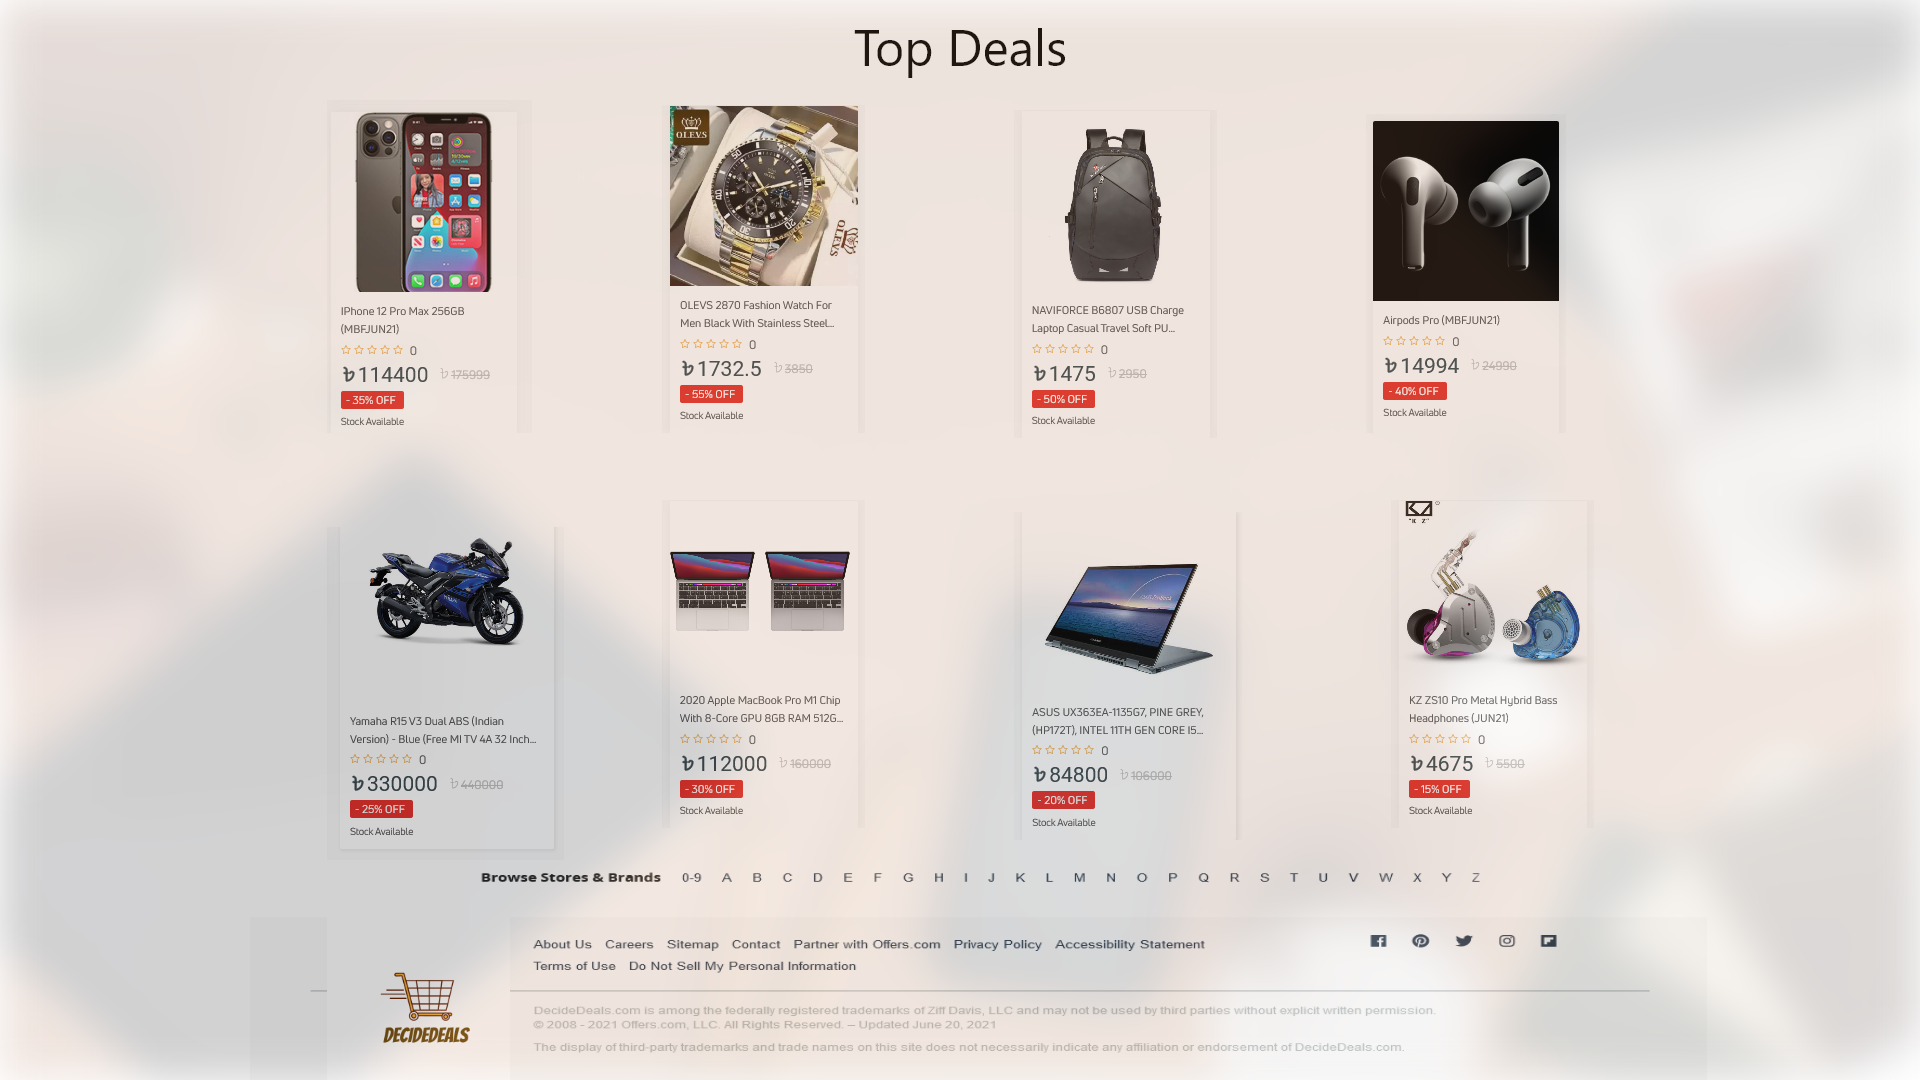 Top Deals
OLEVS
OLEVS
IPhone 12 Pro Max 256GB
(MBFJUN21)
0
৳ 114400 ৳ 175999
- 35% OFF
Stock Available
OLEVS 2870 Fashion Watch For
Men Black With Stainless Steel...
0
৳ 1732.5 ৳ 3850
- 55% OFF
Stock Available
NAVIFORCE B6807 USB Charge
Laptop Casual Travel Soft PU...
0
৳ 1475 ৳ 2950
- 50% OFF
Stock Available
Airpods Pro (MBFJUN21)
0
৳ 14994 ৳ 24990
- 40% OFF
Stock Available
Yamaha R15 V3 Dual ABS (Indian
Version) - Blue (Free MI TV 4A 32 Inch...
0
৳ 330000 ৳ 440000
- 25% OFF
Stock Available
2020 Apple MacBook Pro M1 Chip
With 8-Core GPU 8GB RAM 512G...
0
৳ 112000 ৳ 160000
- 30% OFF
Stock Available
ASUS UX363EA-1135G7, PINE GREY,
(HP172T), INTEL 11TH GEN CORE I5...
0
৳ 84800 ৳ 106000
- 20% OFF
Stock Available
KZ
"K Z"
KZ ZS10 Pro Metal Hybrid Bass
Headphones (JUN21)
0
৳ 4675 ৳ 5500
- 15% OFF
Stock Available
Browse Stores & Brands 0-9 A B C D E F G H I J K L M N O P Q R S T U V W X Y Z
About Us Careers Sitemap Contact Partner with Offers.com Privacy Policy Accessibility Statement
Terms of Use Do Not Sell My Personal Information
DECIDEDEALS
DecideDeals.com is among the federally registered trademarks of Ziff Davis, LLC and may not be used by third parties without explicit written permission.
© 2008 - 2021 Offers.com, LLC. All Rights Reserved. – Updated June 20, 2021
The display of third-party trademarks and trade names on this site does not necessarily indicate any affiliation or endorsement of DecideDeals.com.